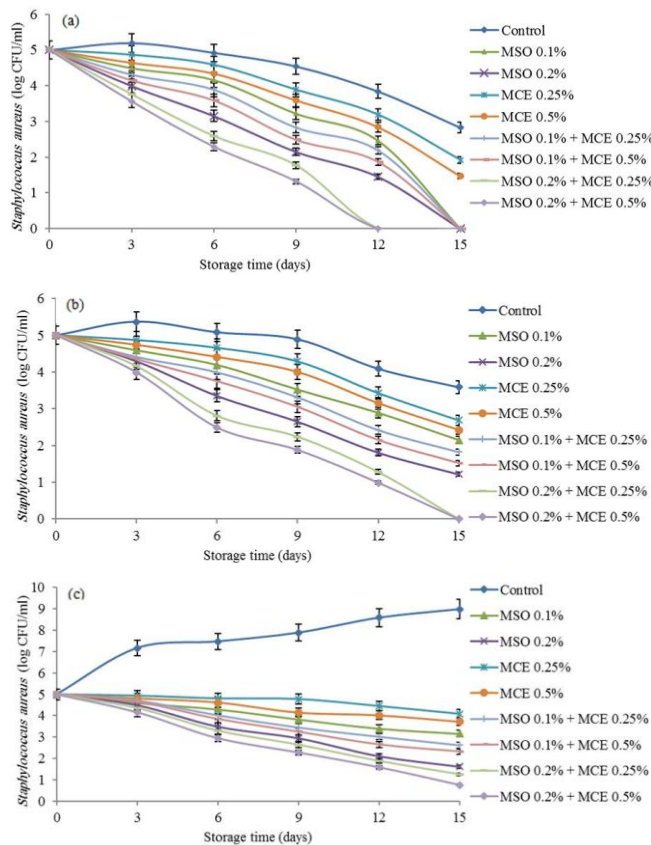 (a)
Staphylococcus aureus (log CFU/ml)
6
5
4
3
2
1
0
0 3 6 9 12 15
Storage time (days)
Control
MSO 0.1%
MSO 0.2%
MCE 0.25%
MCE 0.5%
MSO 0.1% + MCE 0.25%
MSO 0.1% + MCE 0.5%
MSO 0.2% + MCE 0.25%
MSO 0.2% + MCE 0.5%
(b)
Staphylococcus aureus (log CFU/ml)
6
5
4
3
2
1
0
0 3 6 9 12 15
Storage time (days)
Control
MSO 0.1%
MSO 0.2%
MCE 0.25%
MCE 0.5%
MSO 0.1% + MCE 0.25%
MSO 0.1% + MCE 0.5%
MSO 0.2% + MCE 0.25%
MSO 0.2% + MCE 0.5%
(c)
Staphylococcus aureus (log CFU/ml)
10
9
8
7
6
5
4
3
2
1
0
0 3 6 9 12 15
Storage time (days)
Control
MSO 0.1%
MSO 0.2%
MCE 0.25%
MCE 0.5%
MSO 0.1% + MCE 0.25%
MSO 0.1% + MCE 0.5%
MSO 0.2% + MCE 0.25%
MSO 0.2% + MCE 0.5%